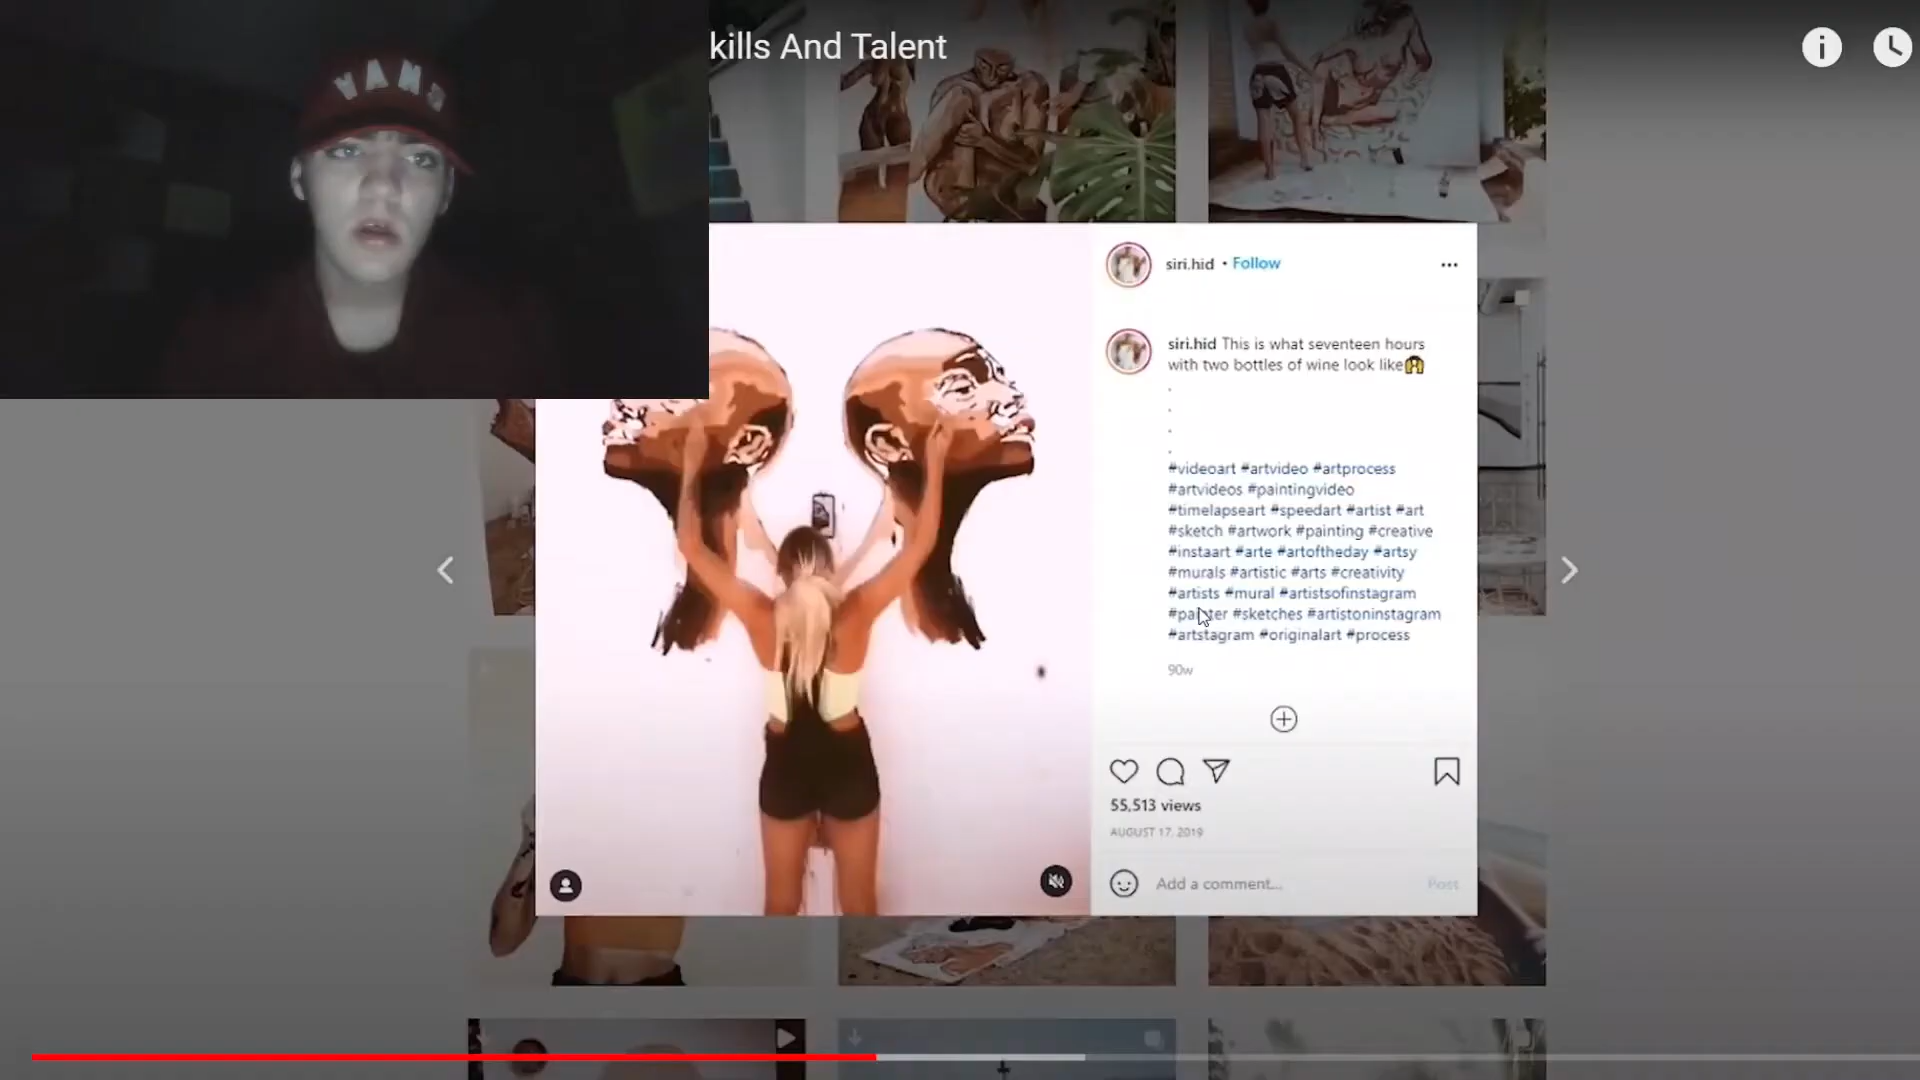 kills And Talent
VANS
siri.hid • Follow
siri.hid This is what seventeen hours
with two bottles of wine look like
.
.
.
.
#videoart #artvideo #artprocess
#artvideos #paintingvideo
#timelapseart #speedart #artist #art
#sketch #artwork #painting #creative
#instaart #arte #artoftheday #artsy
#murals #artistic #arts #creativity
#artists #mural #artistsofinstagram
#painter #sketches #artistoninstagram
#artstagram #originalart #process
90w
55,513 views
AUGUST 17, 2019
Add a comment... Post